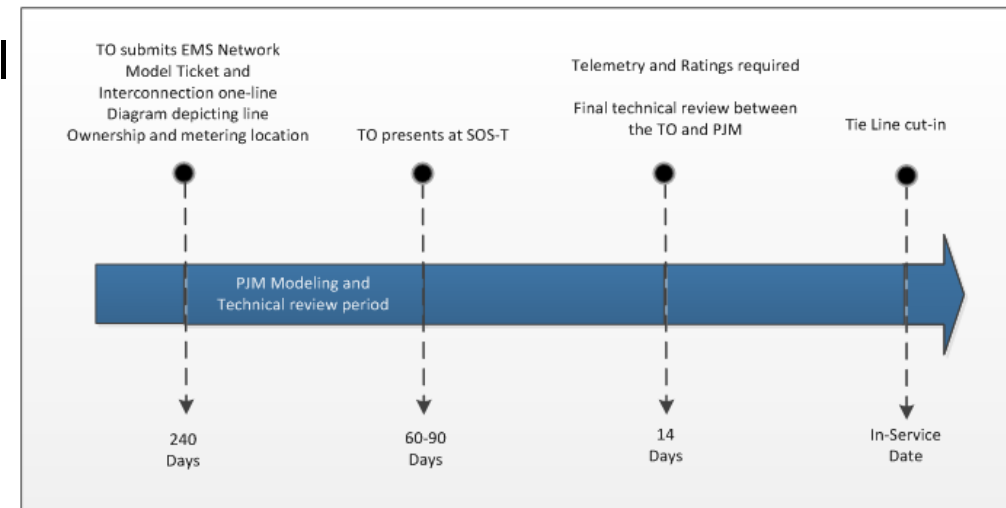 TO submits EMS Network
Model Ticket and
Interconnection one-line
Diagram depicting line
Ownership and metering location
TO presents at SOS-T
Telemetry and Ratings required
Final technical review between
the TO and PJM
Tie Line cut-in
PJM Modeling and
Technical review period
240
Days
60-90
Days
14
Days
In-Service
Date